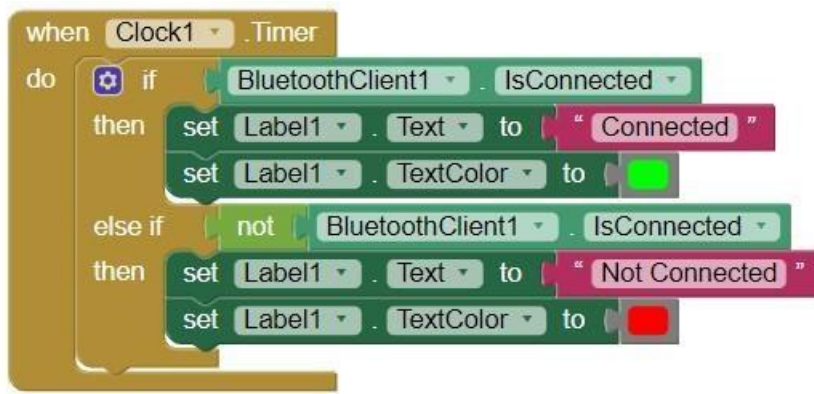 when Clock1 .Timer
do if BluetoothClient1 . IsConnected
then set Label1 . Text to " Connected "
set Label1 . TextColor to
else if not BluetoothClient1 . IsConnected
then set Label1 . Text to " Not Connected "
set Label1 . TextColor to